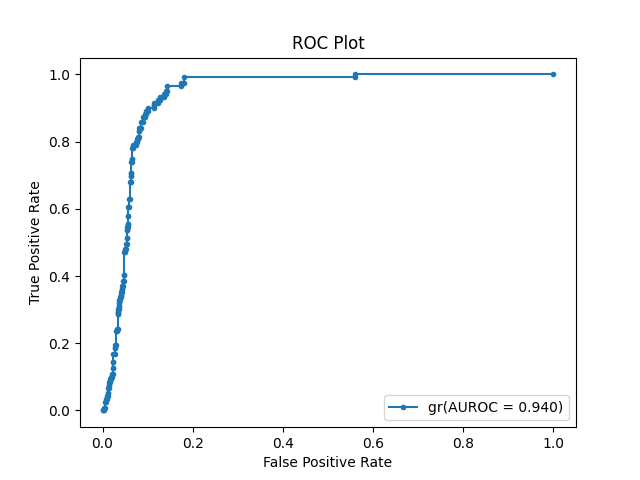 ROC Plot
1.0
0.8
0.6
0.4
0.2
0.0
True Positive Rate
gr(AUROC = 0.940)
0.0 0.2 0.4 0.6 0.8 1.0
False Positive Rate